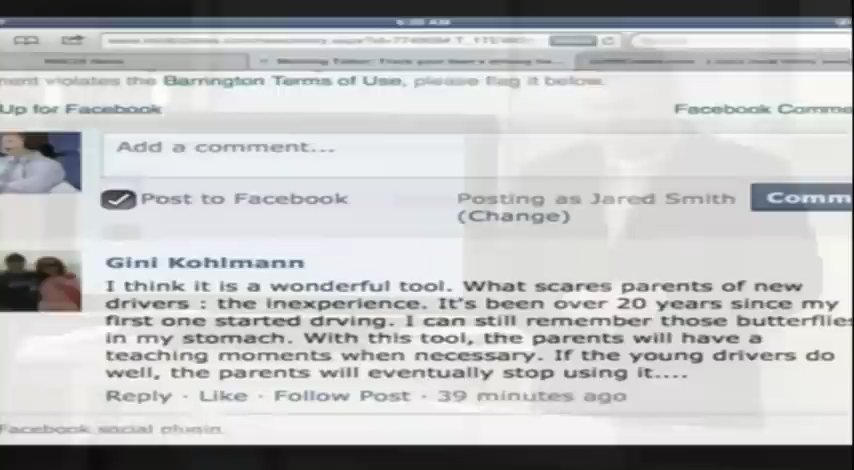 ment violates the Barrington Terms of Use, please flag it below.
Up for Facebook
Facebook Comme
Add a comment...
Post to Facebook
Posting as Jared Smith
(Change)
Comm
Gini Kohlmann
I think it is a wonderful tool. What scares parents of new
drivers : the inexperience. It's been over 20 years since my
first one started drving. I can still remember those butterflies
in my stomach. With this tool, the parents will have a
teaching moments when necessary. If the young drivers do
well, the parents will eventually stop using it....
Reply · Like · Follow Post · 39 minutes ago
Facebook social plugin